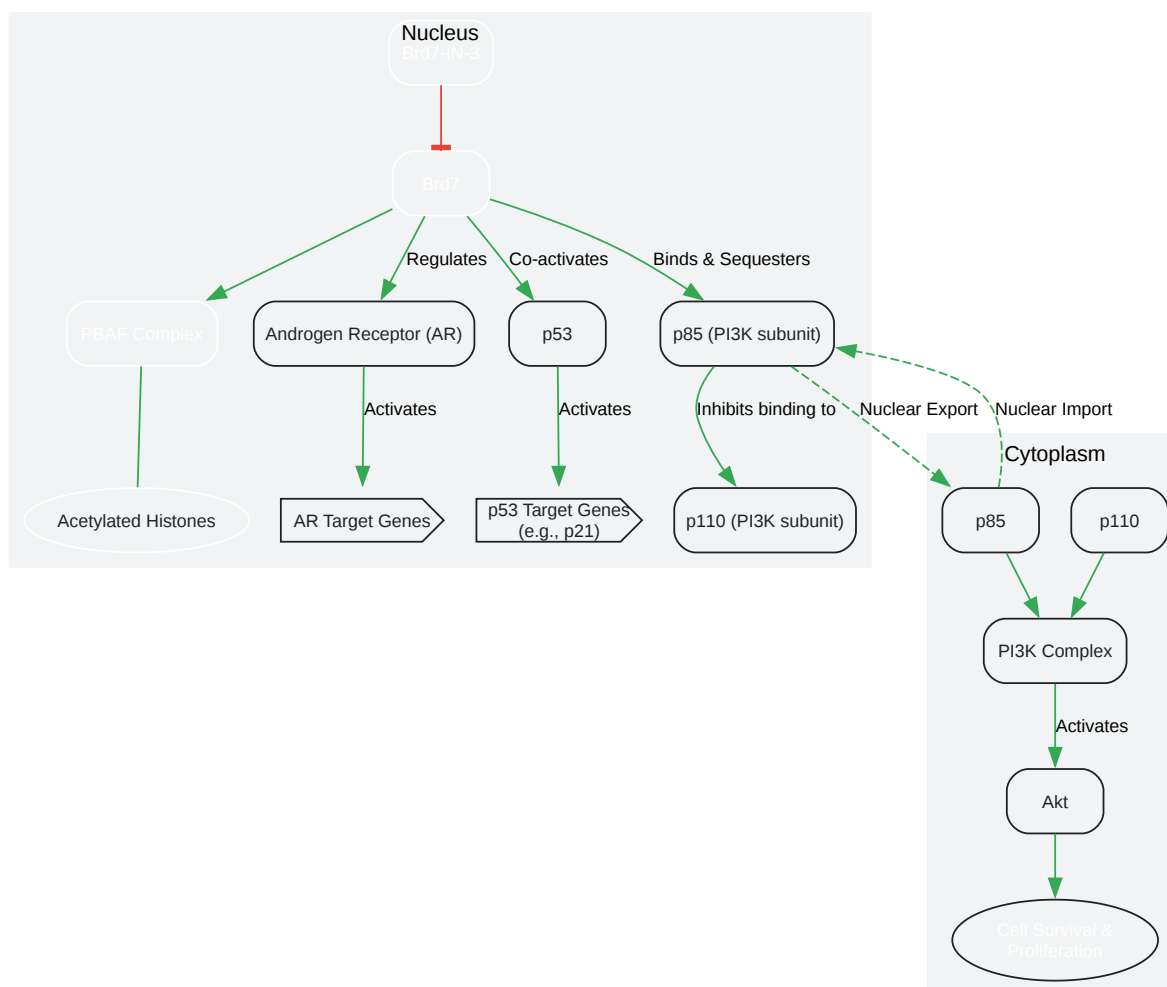 Nucleus
Brd7-IN-3
Brd7
Regulates
Co-activates
Binds & Sequesters
PBAF Complex
Androgen Receptor (AR)
p53
p85 (PI3K subunit)
Activates
Activates
Inhibits binding to
Nuclear Export
Nuclear Import
Cytoplasm
Acetylated Histones
AR Target Genes
p53 Target Genes
(e.g., p21)
p110 (PI3K subunit)
p85
p110
PI3K Complex
Activates
Akt
Cell Survival &
Proliferation